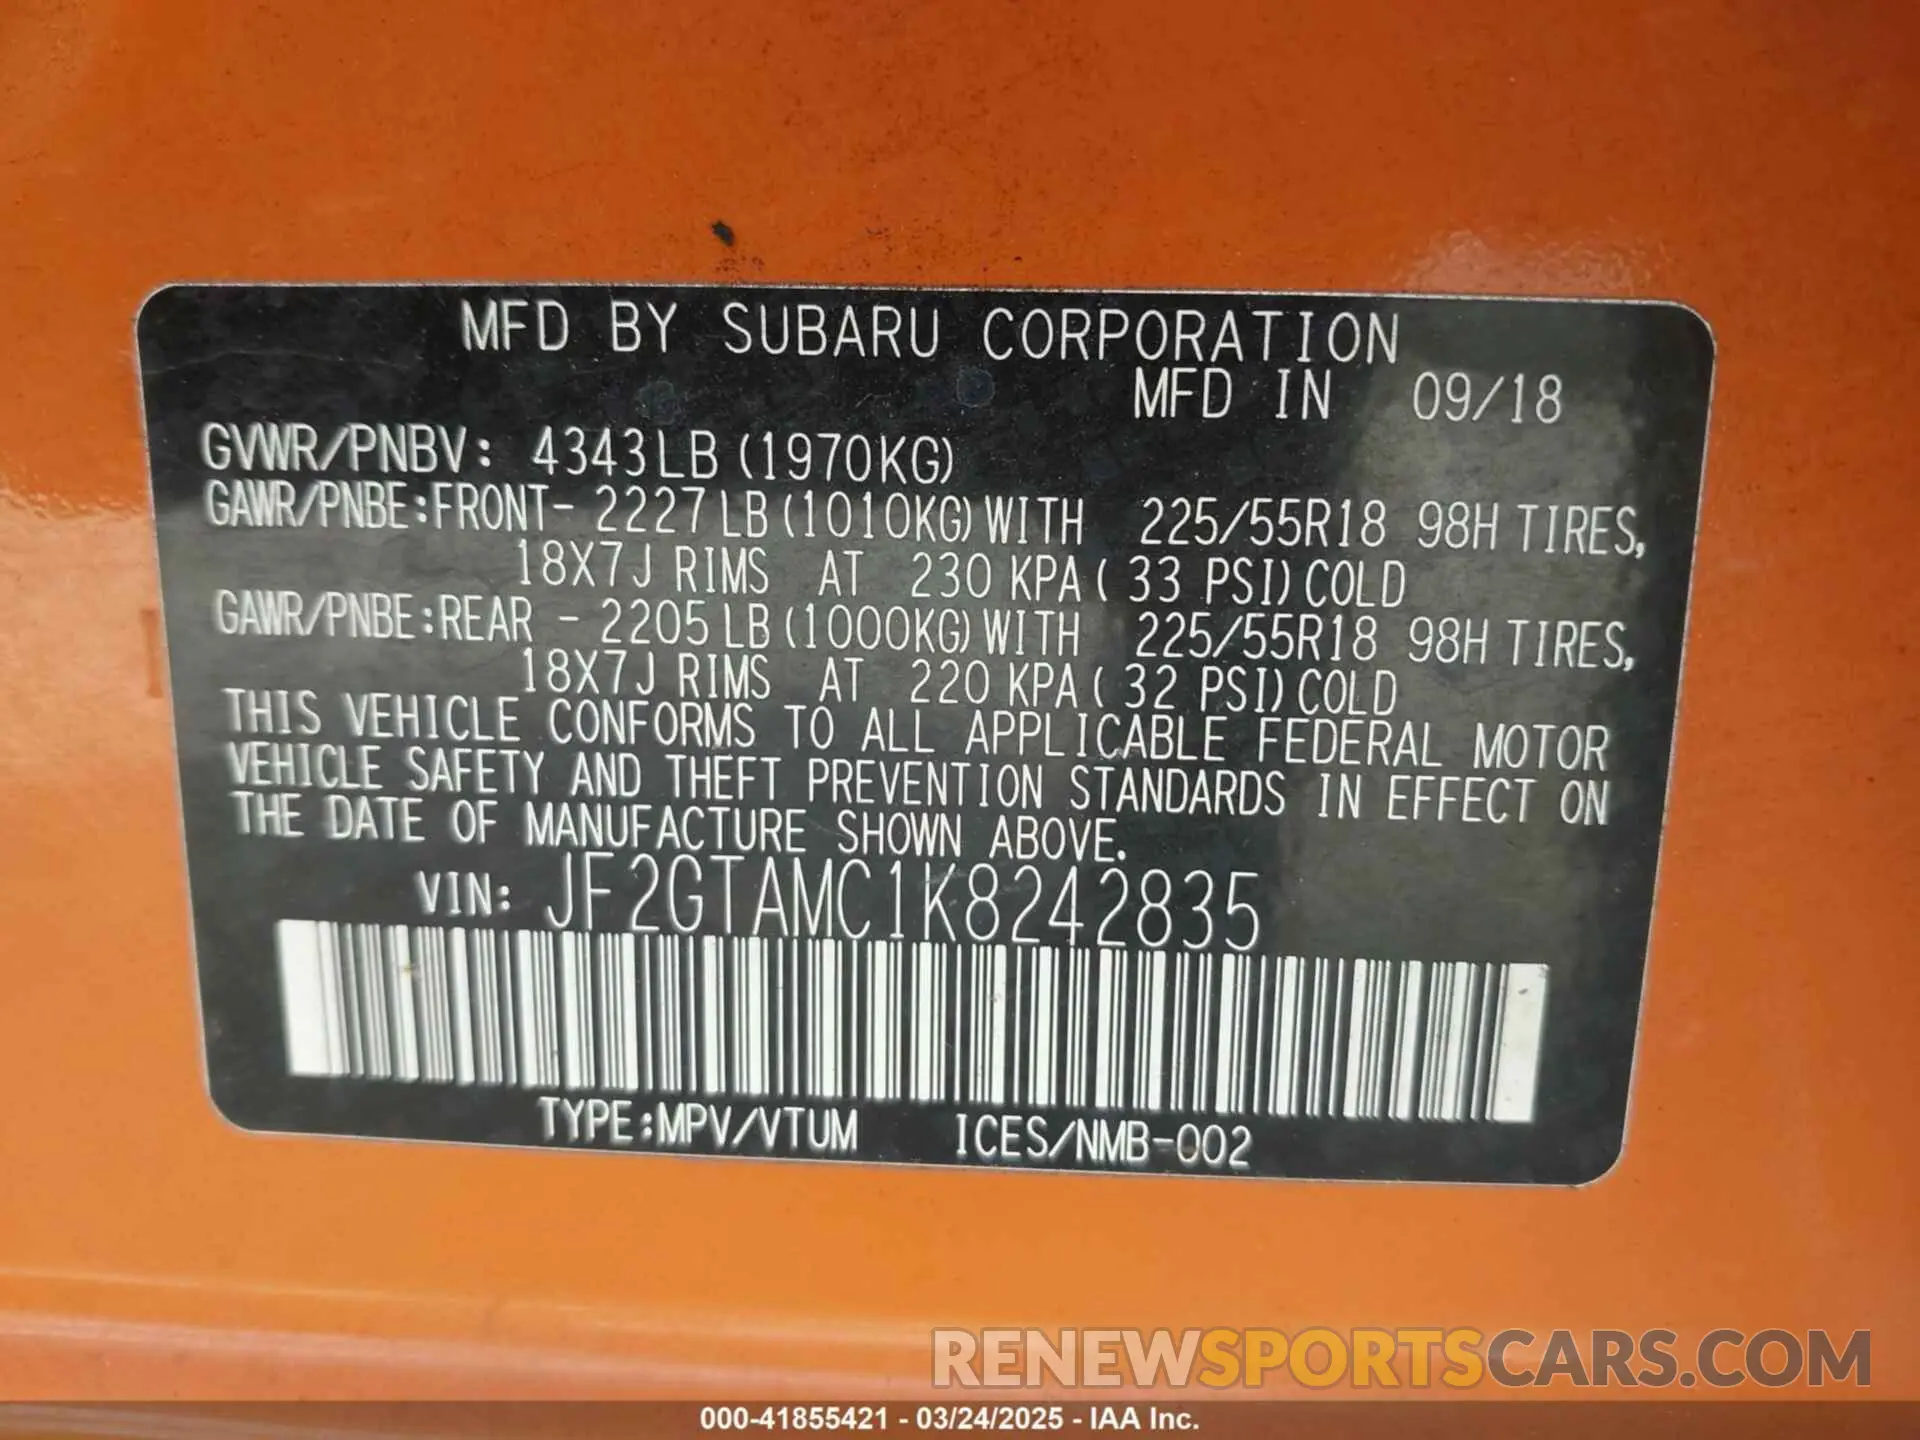 MFD BY SUBARU CORPORATION
MFD IN 09/18
GVWR/PNBV: 4343LB (1970KG)
GAWR/PNBE:FRONT- 2227LB (1010KG) WITH 225/55R18 98H TIRES,
18X7J RIMS AT 230 KPA ( 33 PSI) COLD
GAWR/PNBE:REAR - 2205LB (1000KG) WITH 225/55R18 98H TIRES,
18X7J RIMS AT 220 KPA ( 32 PSI) COLD
THIS VEHICLE CONFORMS TO ALL APPLICABLE FEDERAL MOTOR
VEHICLE SAFETY AND THEFT PREVENTION STANDARDS IN EFFECT ON
THE DATE OF MANUFACTURE SHOWN ABOVE.
VIN: JF2GTAMC1K8242835
TYPE:MPV/VTUM ICES/NMB-002
RENEWSPORTSCARS.COM
000-41855421 - 03/24/2025 - IAA Inc.